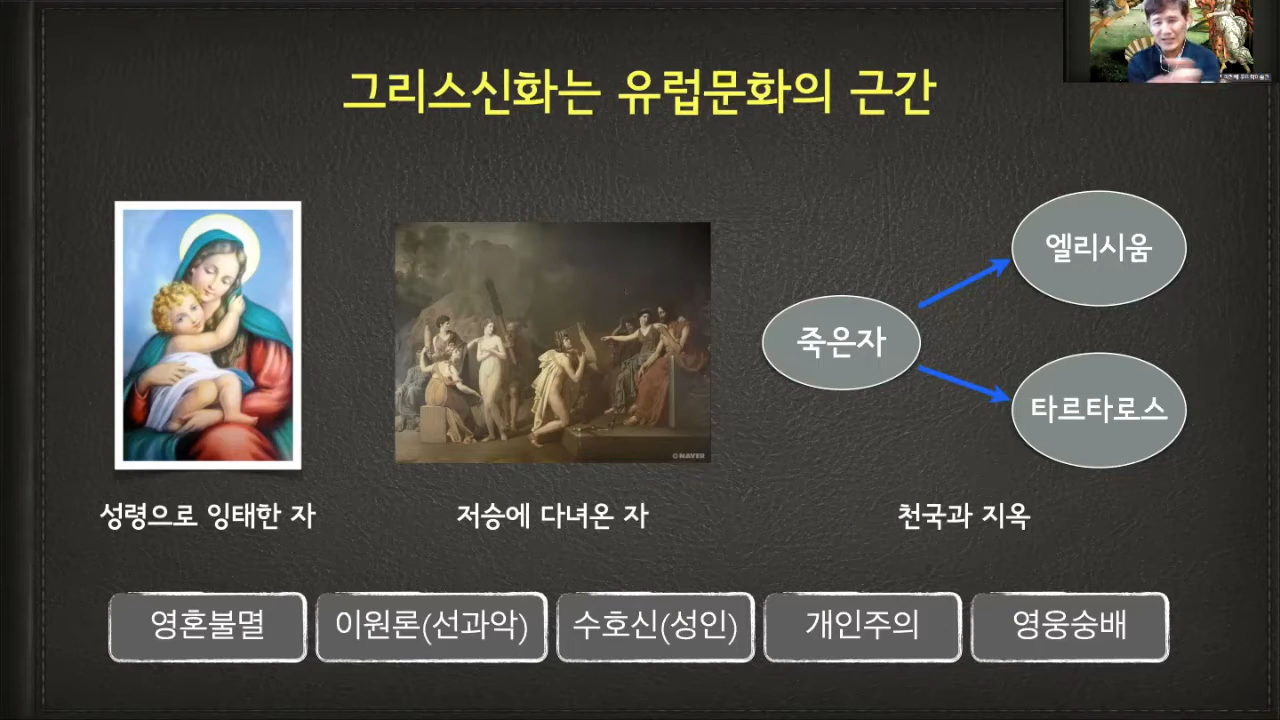 그리스신화는 유럽문화의 근간
엘리시움
죽은자
타르타로스
©NAVER
성령으로 잉태한 자
저승에 다녀온 자
천국과 지옥
영혼불멸
이원론(선과악)
수호신(성인)
개인주의
영웅숭배